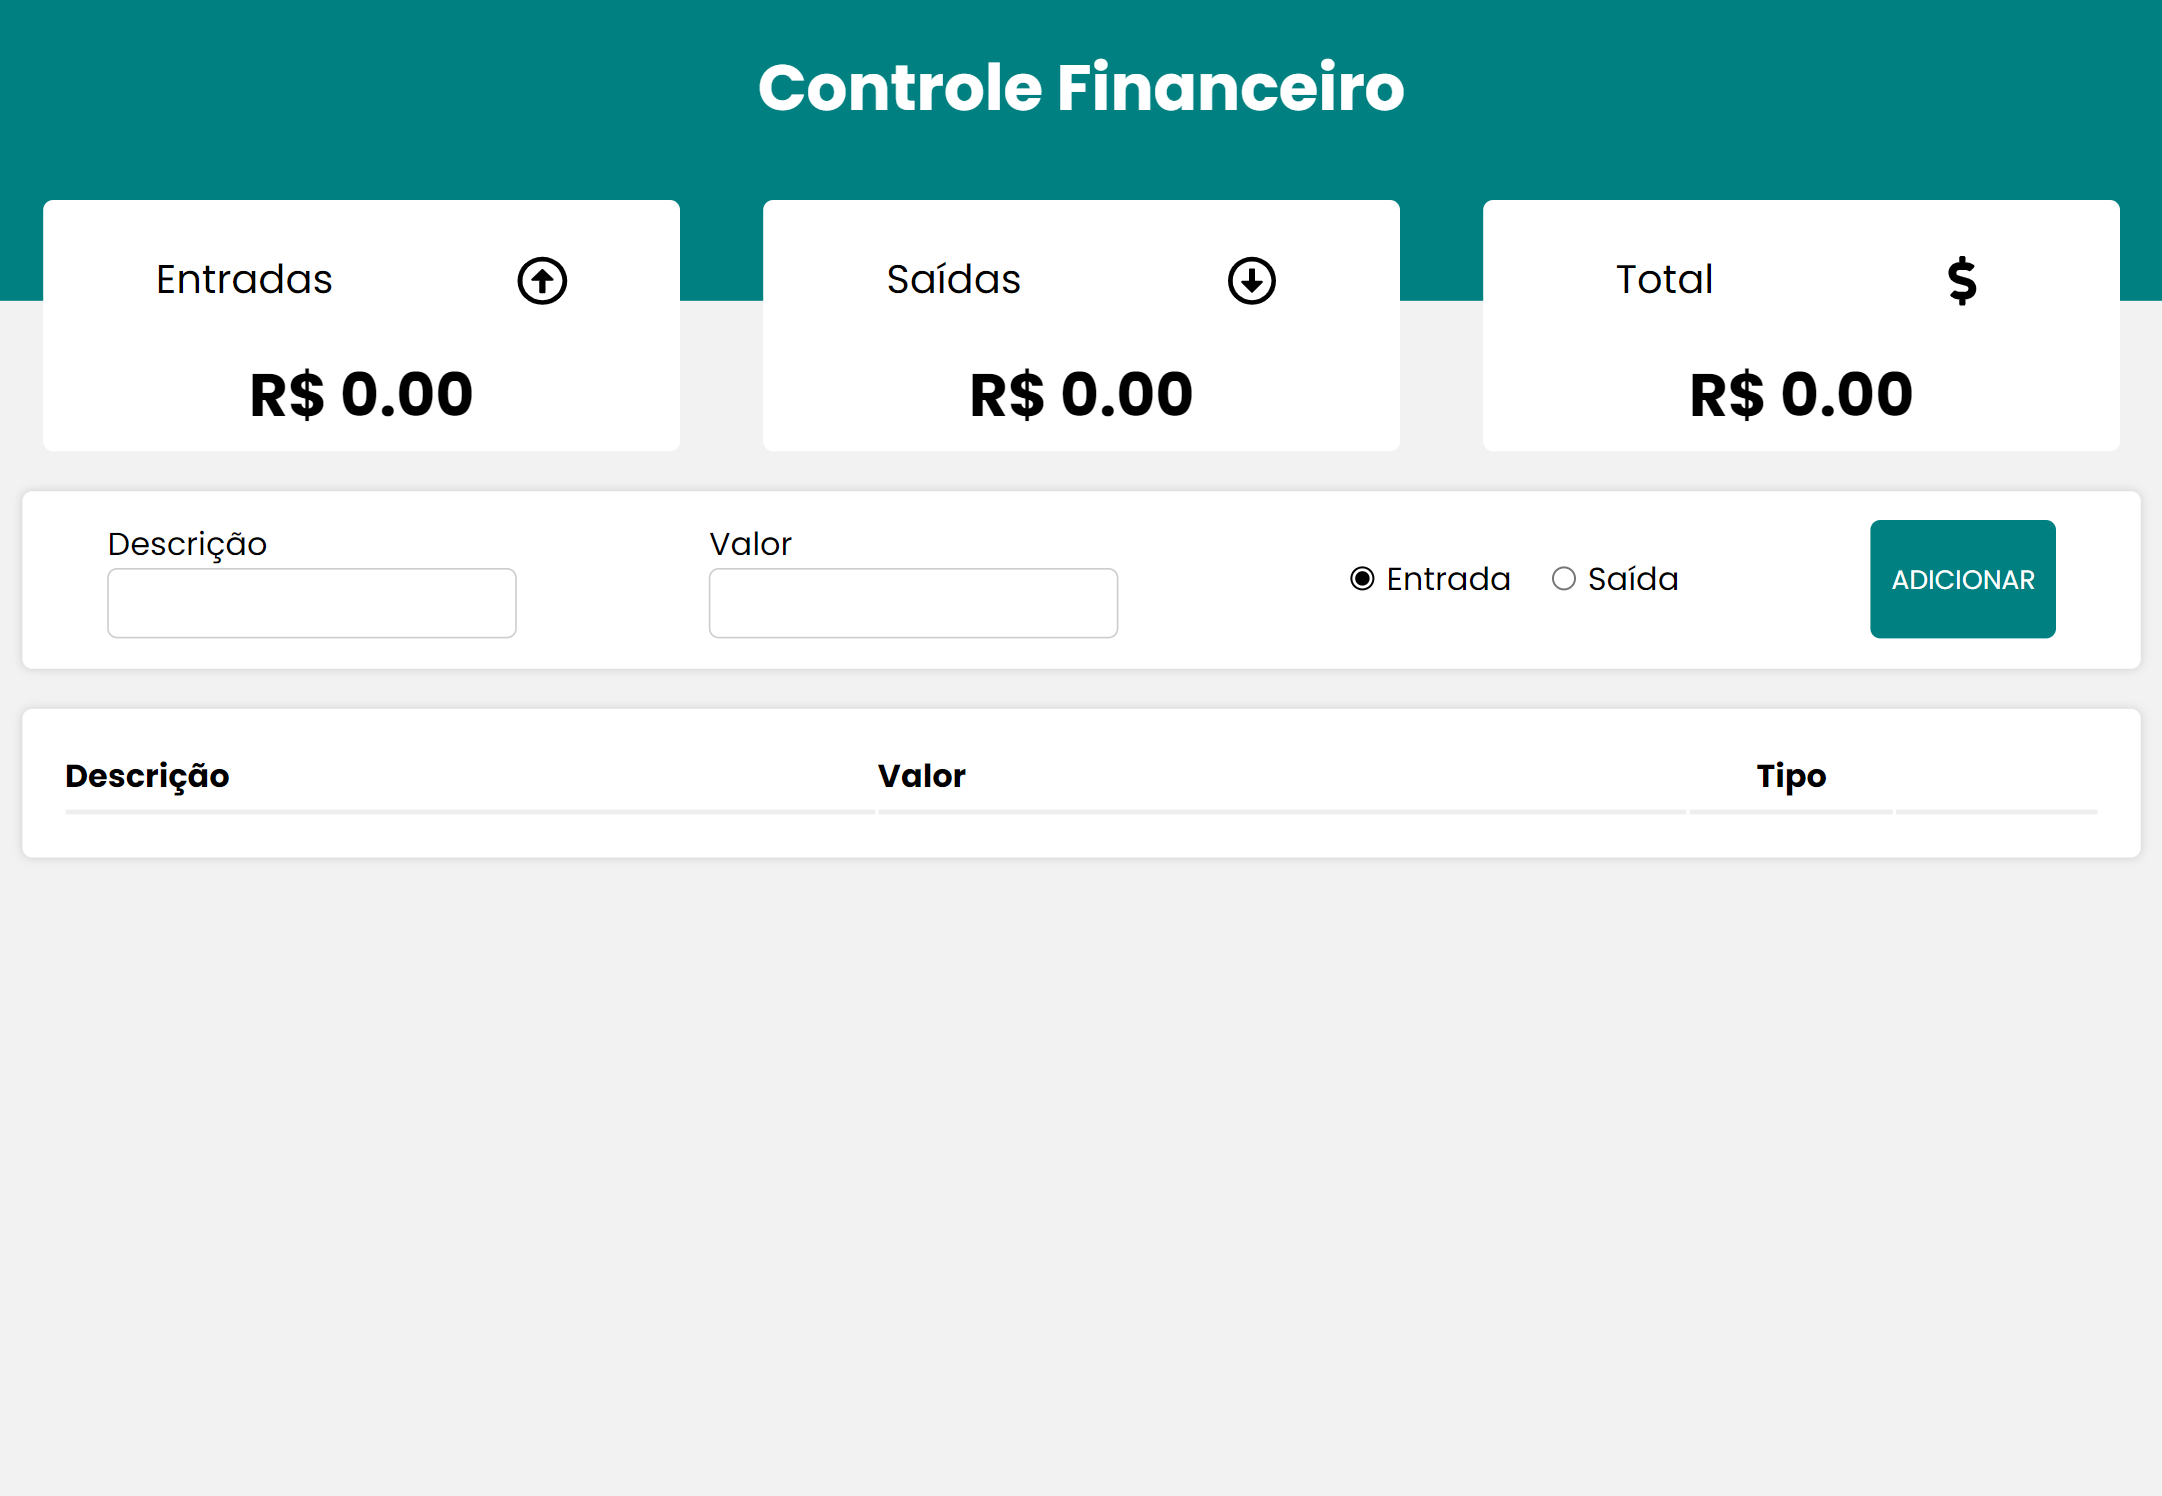 Controle Financeiro
Entradas
R$ 0.00
Saídas
R$ 0.00
Total
R$ 0.00
Descrição
Valor
Entrada Saída
ADICIONAR
Descrição Valor Tipo